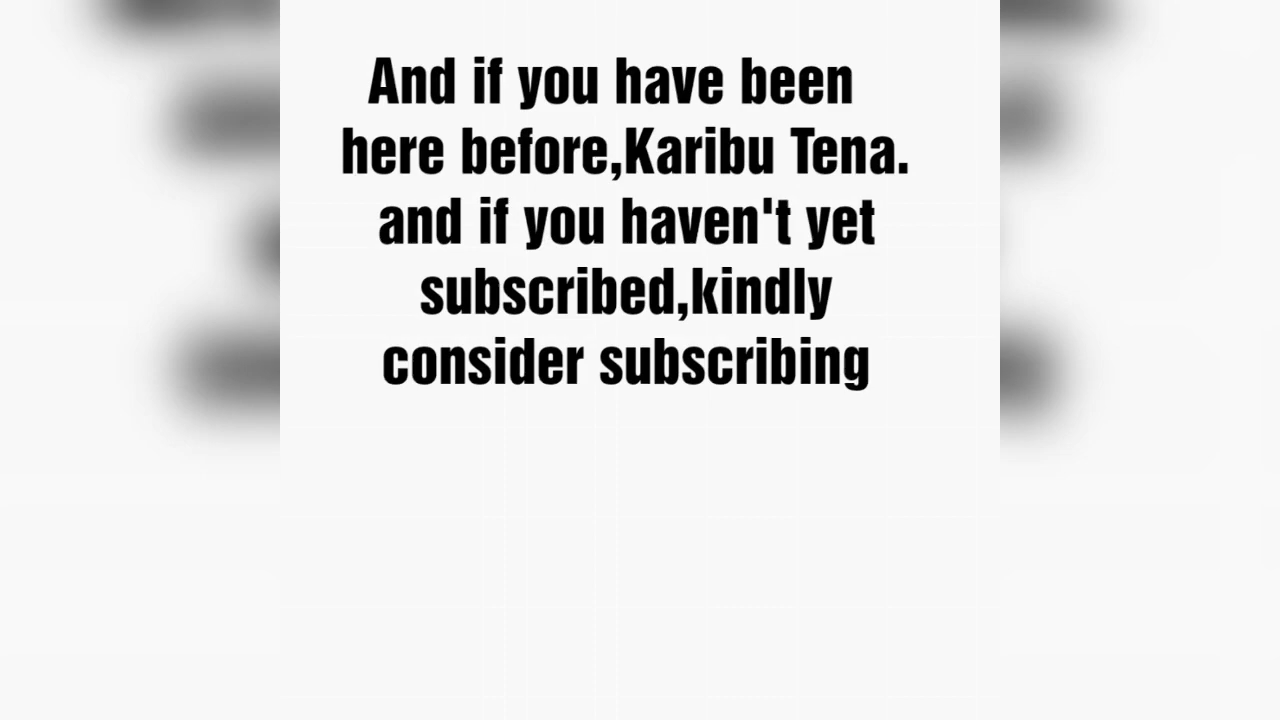 And if you have been
here before,Karibu Tena.
and if you haven't yet
subscribed,kindly
consider subscribing